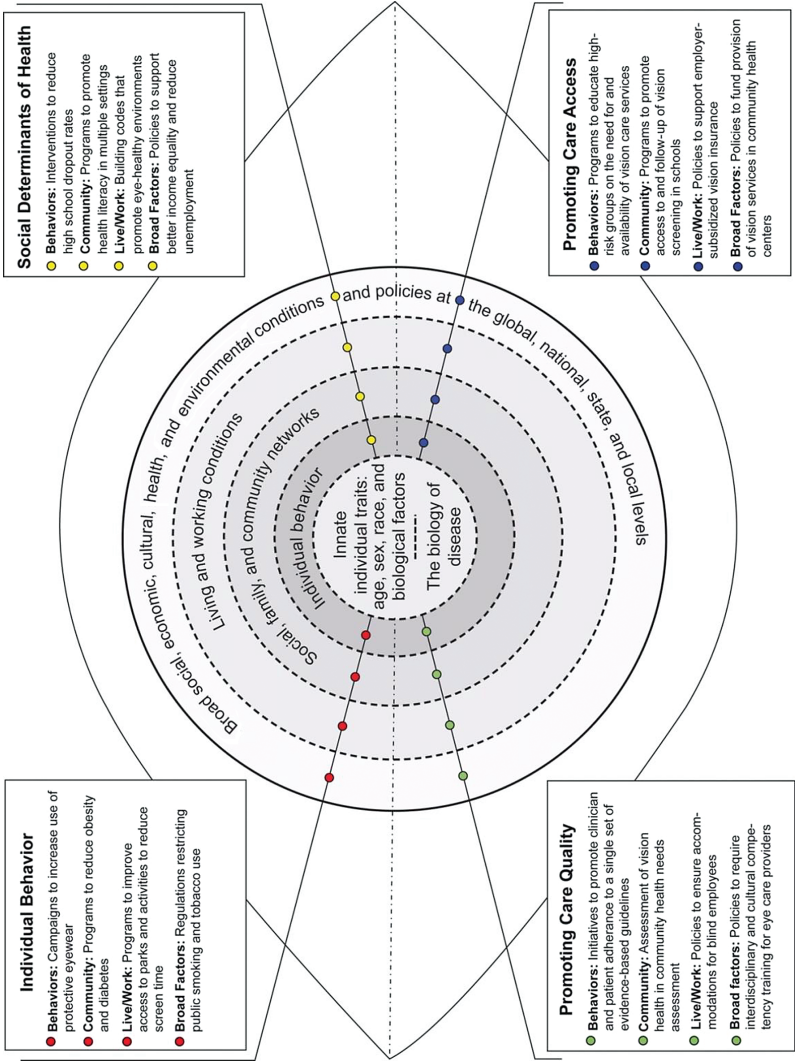 Individual Behavior
Behaviors: Campaigns to increase use of
protective eyewear
Community: Programs to reduce obesity
and diabetes
Live/Work: Programs to improve
access to parks and activities to reduce
screen time
Broad Factors: Regulations restricting
public smoking and tobacco use
Social Determinants of Health
Behaviors: Interventions to reduce
high school dropout rates
Community: Programs to promote
health literacy in multiple settings
Live/Work: Building codes that
promote eye-healthy environments
Broad Factors: Policies to support
better income equality and reduce
unemployment
Broad social, economic, cultural, health, and environmental conditions and policies at the global, national, state, and local levels
Living and working conditions
Social, family, and community networks
Individual behavior
Innate
individual traits:
age, sex, race, and
biological factors
The biology of
disease
Promoting Care Quality
Behaviors: Initiatives to promote clinician
and patient adherence to a single set of
evidence-based guidelines
Community: Assessment of vision
health in community health needs
assessment
Live/Work: Policies to ensure accom-
modations for blind employees
Broad factors: Policies to require
interdisciplinary and cultural compe-
tency training for eye care providers
Promoting Care Access
Behaviors: Programs to educate high-
risk groups on the need for and
availability of vision care services
Community: Programs to promote
access to and follow-up of vision
screening in schools
Live/Work: Policies to support employer-
subsidized vision insurance
Broad Factors: Policies to fund provision
of vision services in community health
centers